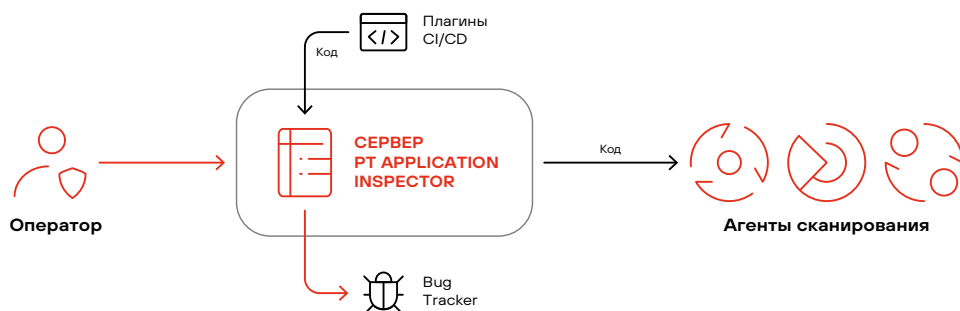 Плагины
CI/CD
Код
СЕРВЕР
PT APPLICATION
INSPECTOR
Код
Оператор
Агенты сканирования
Bug
Tracker